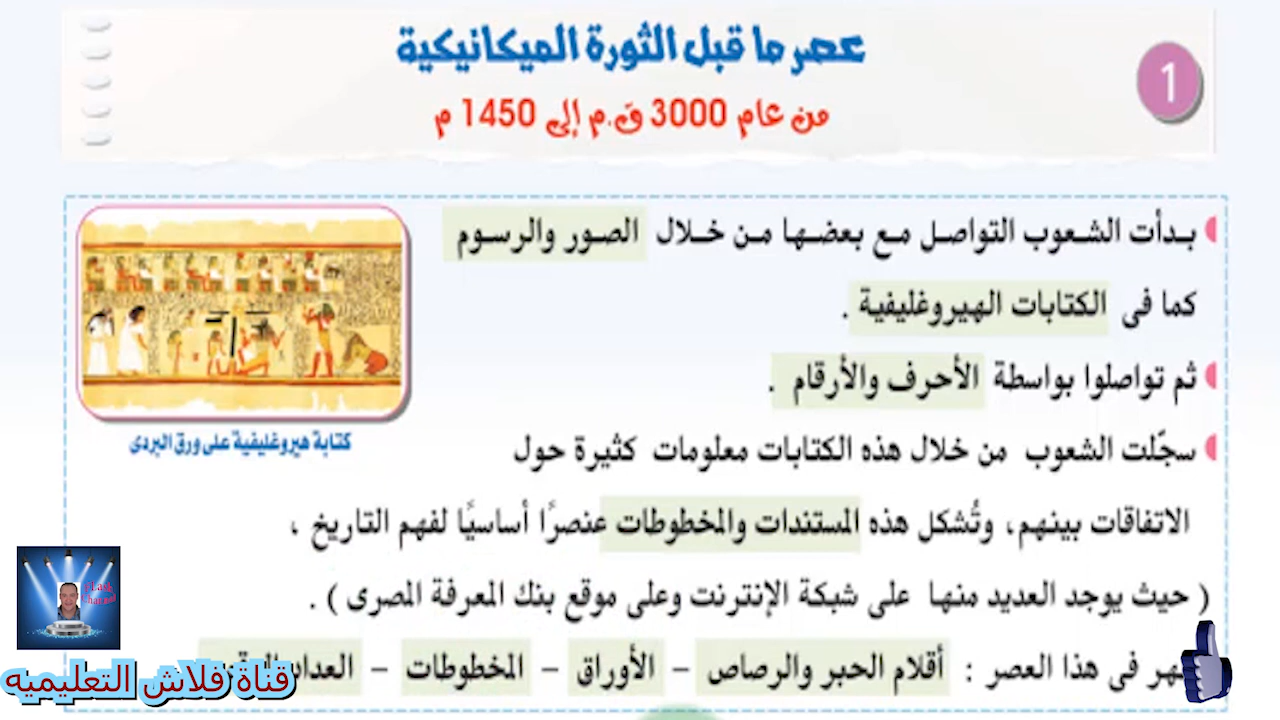 1
عصر ما قبل الثورة الميكانيكية
من عام 3000 ق.م إلى 1450 م
بدأت الشعوب التواصل مع بعضها من خلال الصور والرسوم
كما فى الكتابات الهيروغليفية .
ثم تواصلوا بواسطة الأحرف والأرقام .
سجّلت الشعوب من خلال هذه الكتابات معلومات كثيرة حول
الاتفاقات بينهم، وتُشكل هذه المستندات والمخطوطات عنصرًا أساسيًا لفهم التاريخ ،
( حيث يوجد العديد منها على شبكة الإنترنت وعلى موقع بنك المعرفة المصرى ) .
فى هذا العصر : أقلام الحبر والرصاص – الأوراق – المخطوطات –
كتابة هيروغليفية على ورق البردى
قناة فلاش التعليميه